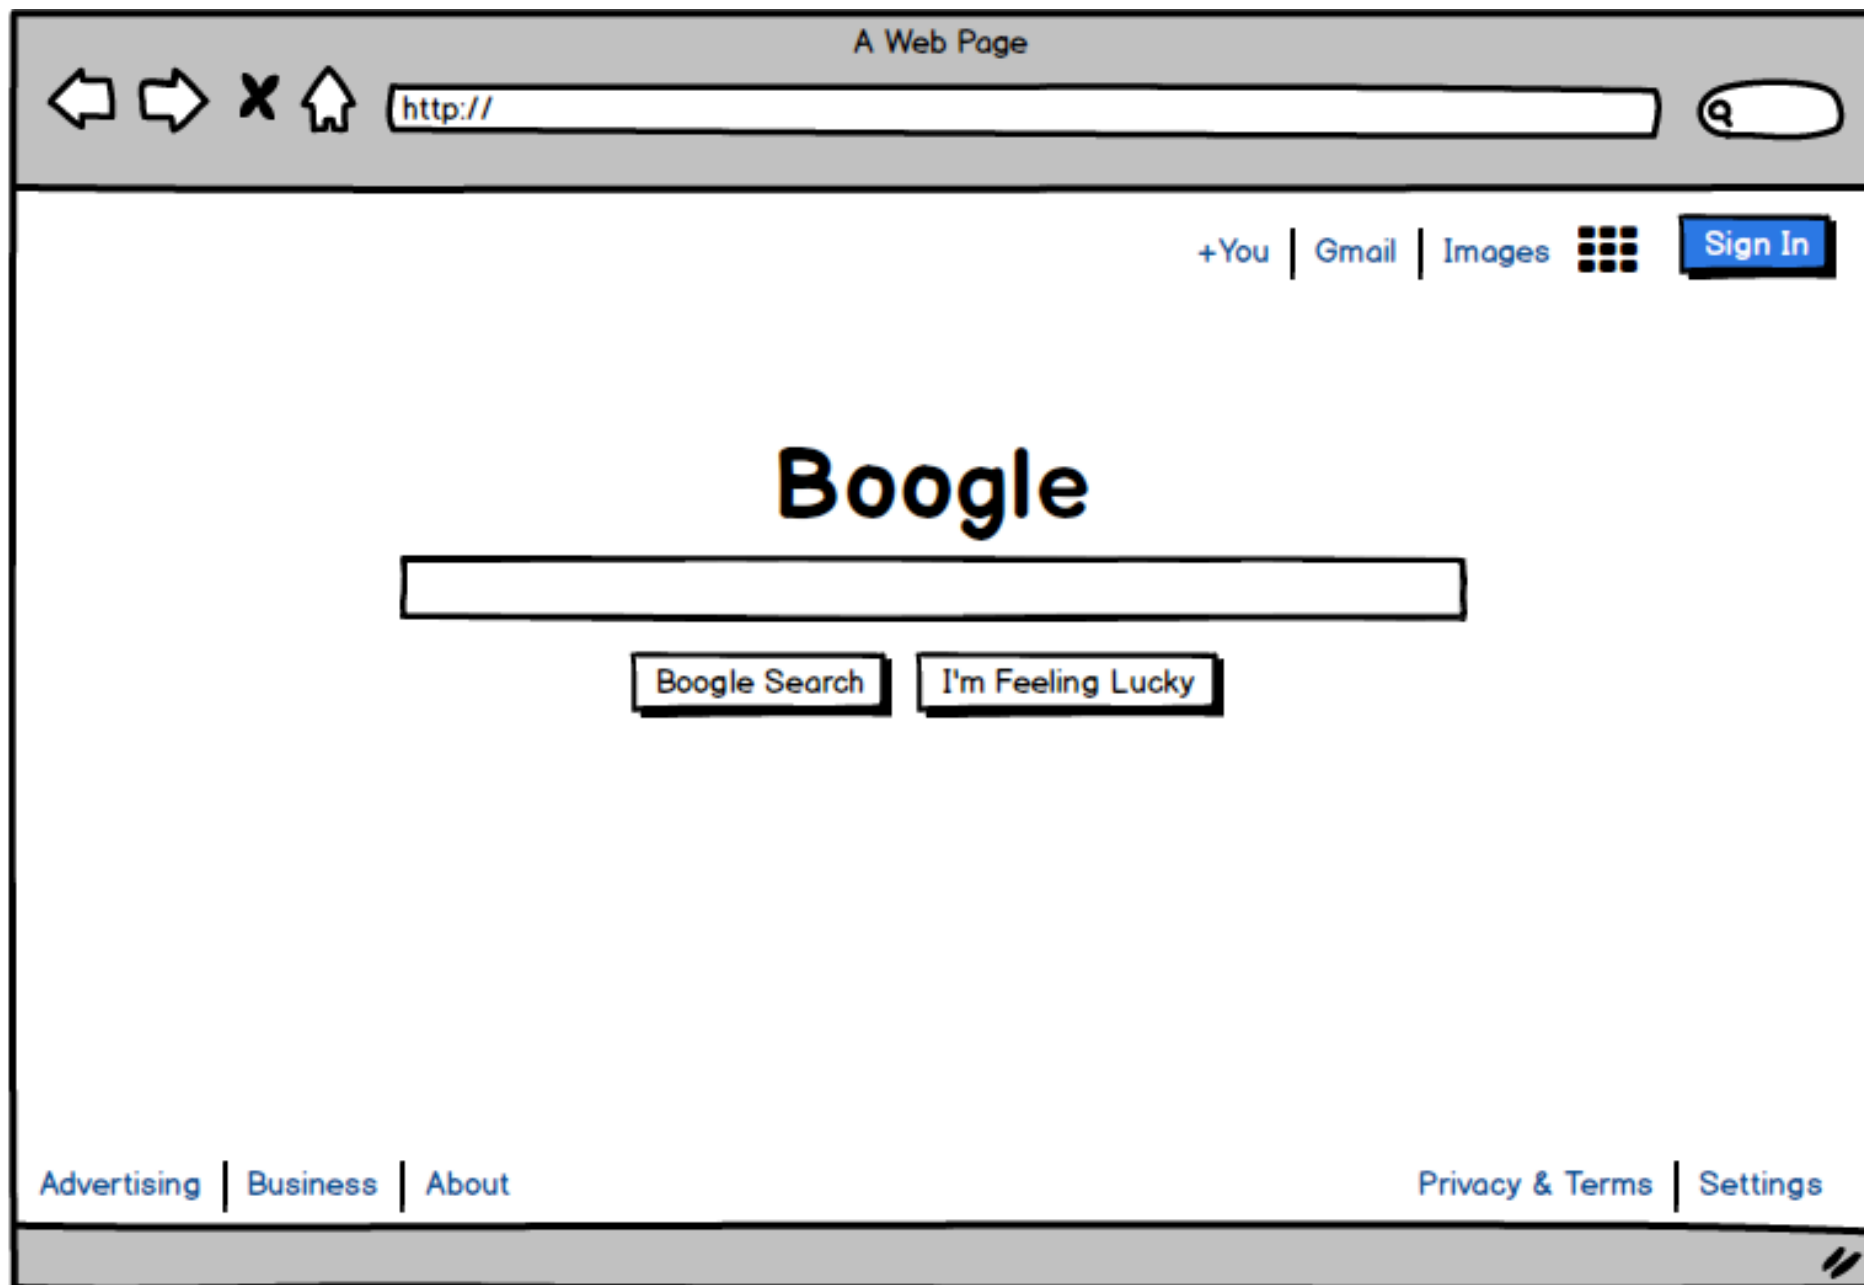 A Web Page
http://
+You | Gmail | Images
Sign In
Boogle
Boogle Search
I'm Feeling Lucky
Advertising | Business | About
Privacy & Terms | Settings